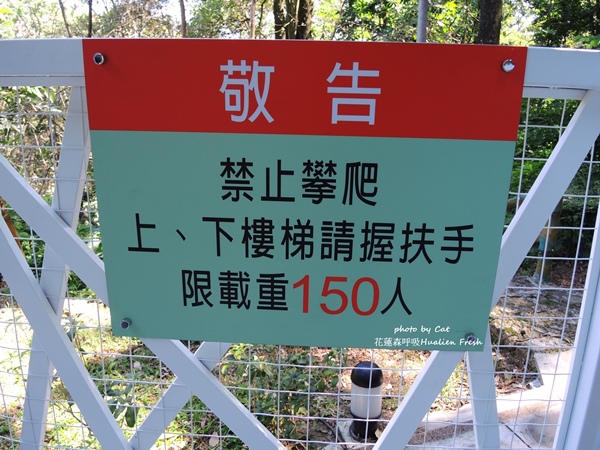 敬告
禁止攀爬
上、下樓梯請握扶手
限載重150人
photo by Cat
花蓮森呼吸Hualien Fresh